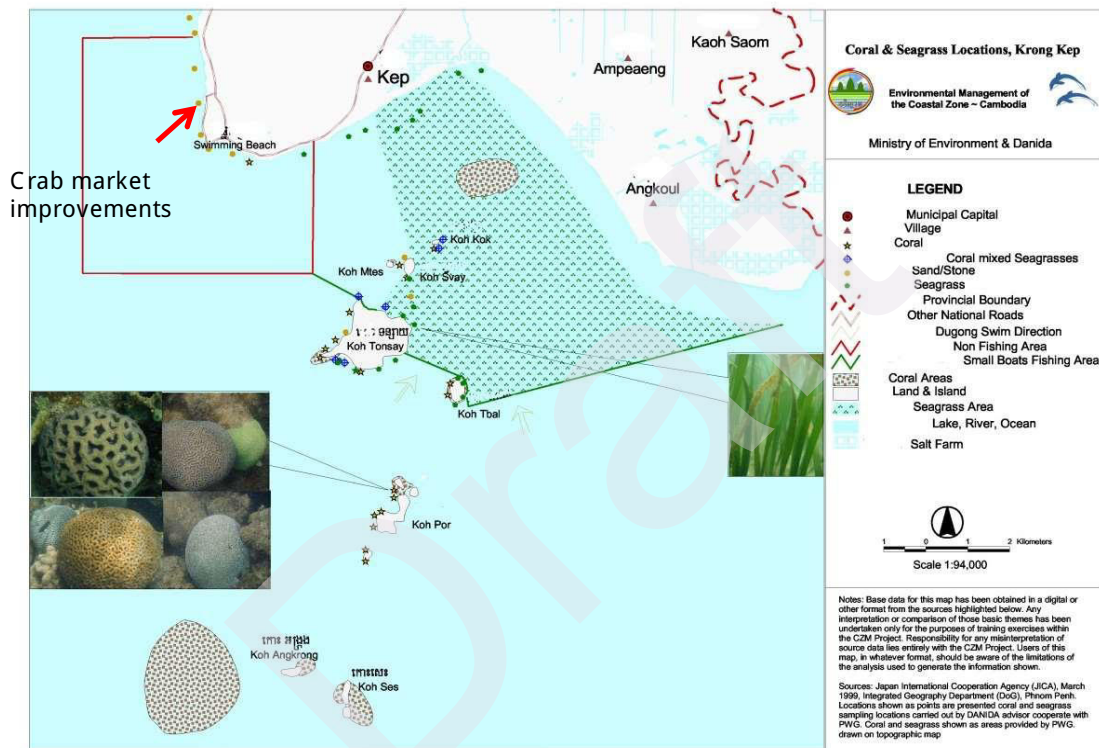 Coral & Seagrass Locations, Krong Kep
Environmental Management of
the Coastal Zone ~ Cambodia
Ministry of Environment & Danida
Kaoh Saom
Ampeaeng
Kep
Swimming Beach
Crab market
improvements
Angkoul
Koh Kok
Koh Mtes
Koh Svay
Koh Tonsay
Koh Tbal
Koh Por
Koh Angkrong
Koh Ses
LEGEND
Municipal Capital
Village
Coral
Coral mixed Seagrasses
Sand/Stone
Seagrass
Provincial Boundary
Other National Roads
Dugong Swim Direction
Non Fishing Area
Small Boats Fishing Area
Coral Areas
Land & Island
Seagrass Area
Lake, River, Ocean
Salt Farm
1 0 1 2 Kilometers
Scale 1:94,000
Notes: Base data for this map has been obtained in a digital or
other format from the sources highlighted below. Any
interpretation or comparison of those basic themes has been
undertaken only for the purposes of training exercises within
the CZM Project. Responsibility for any misinterpretation of
source data lies entirely with the CZM Project. Users of this
map, in whatever format, should be aware of the limitations of
the analysis used to generate the information shown.
Sources: Japan International Cooperation Agency (JICA), March
1999, Integrated Geography Department (DoG), Phnom Penh.
Locations shown as points are presented coral and seagrass
sampling locations carried out by DANIDA advisor cooperate with
PWG. Coral and seagrass shown as areas provided by PWG.
drawn on topographic map
Draft